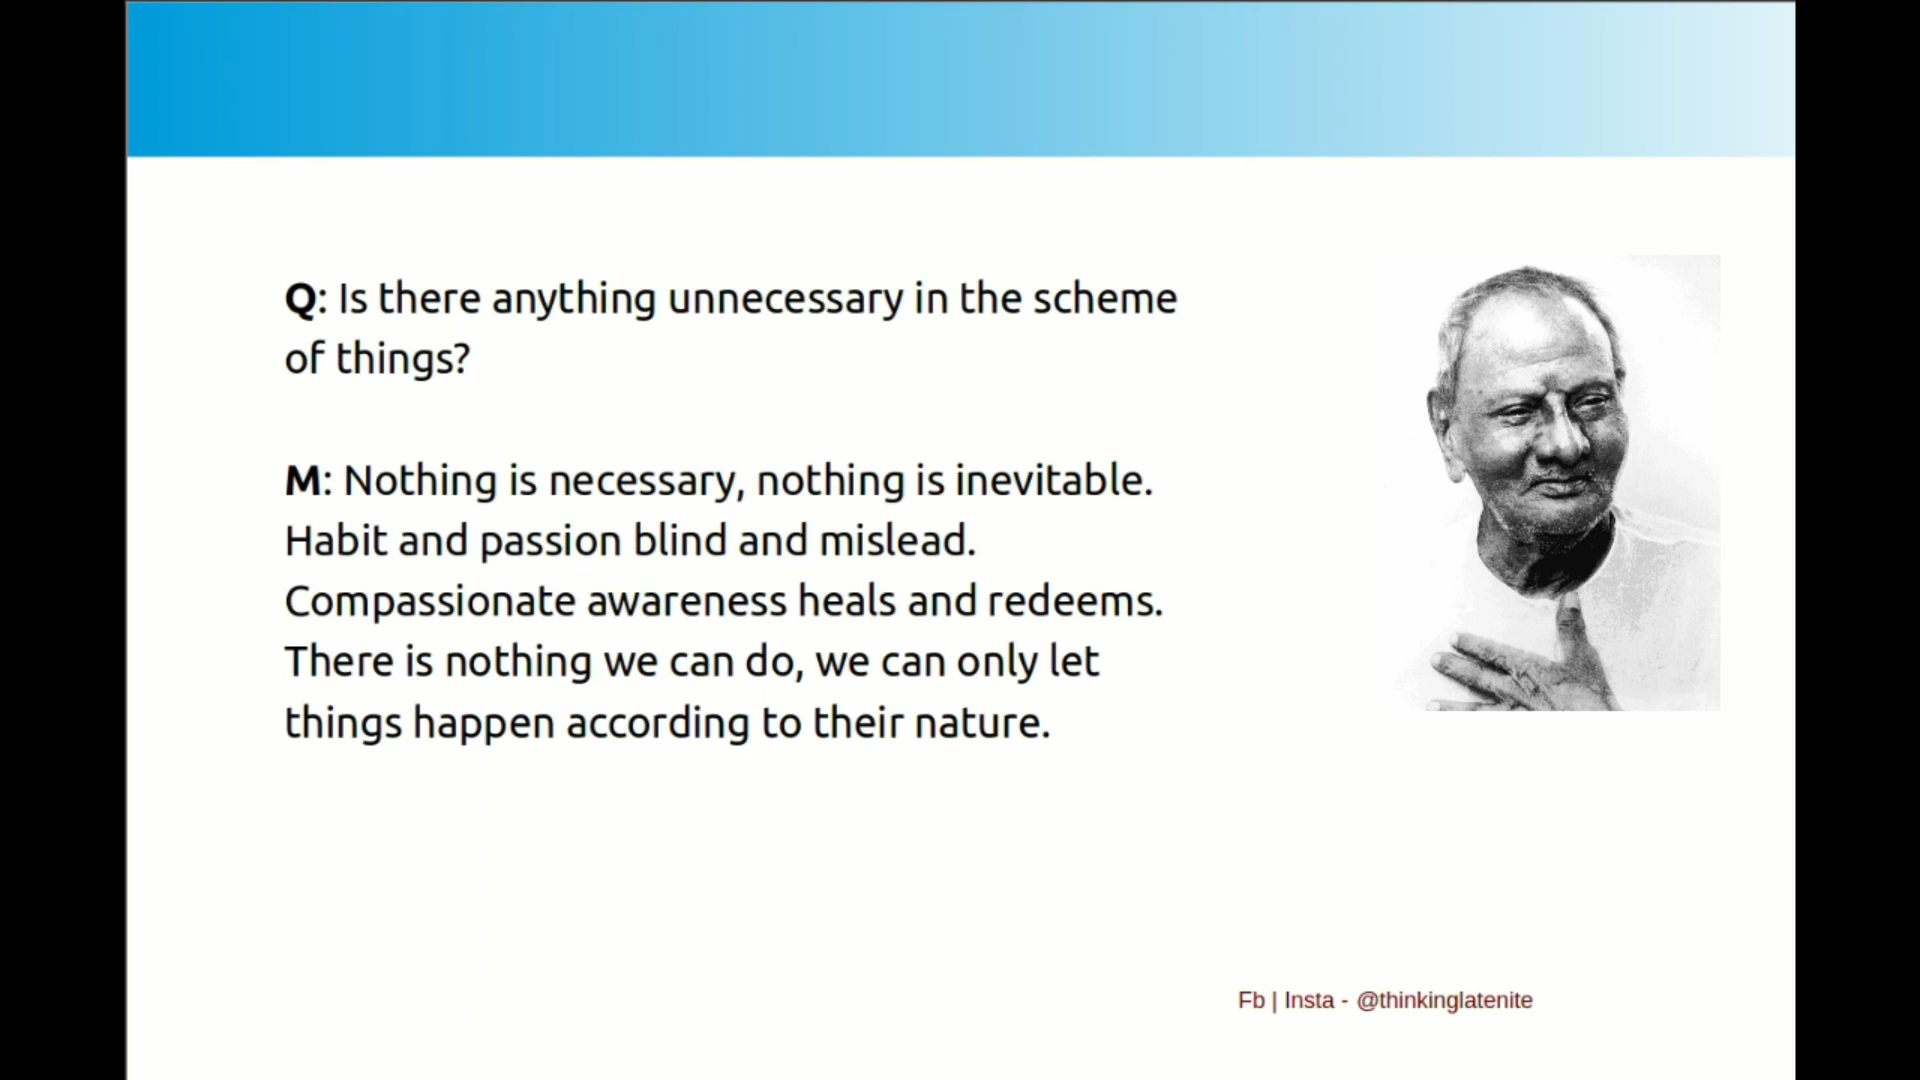 Q: Is there anything unnecessary in the scheme
of things?
M: Nothing is necessary, nothing is inevitable.
Habit and passion blind and mislead.
Compassionate awareness heals and redeems.
There is nothing we can do, we can only let
things happen according to their nature.
Fb | Insta - @thinkinglatenite